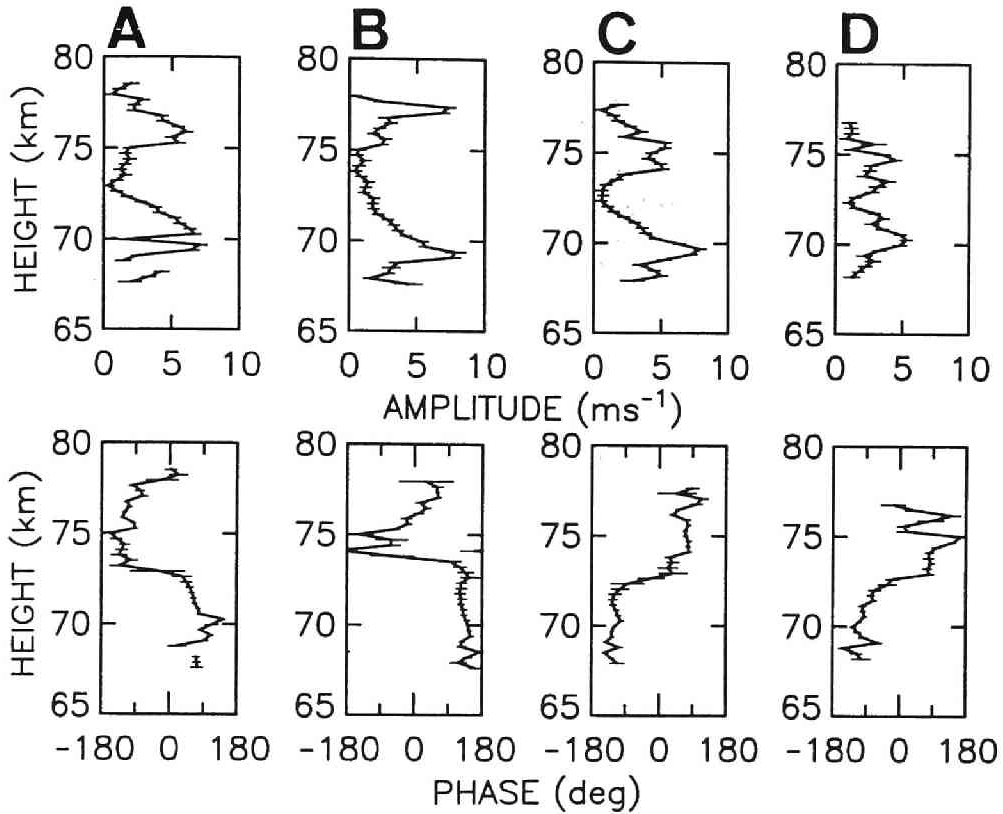 A B C D
80 80 80 80
75 75 75 75
HEIGHT (km)
70 70 70 70
65 65 65 65
0 5 10 0 5 10 0 5 10 0 5 10
AMPLITUDE (ms⁻¹)
80 80 80 80
75 75 75 75
HEIGHT (km)
70 70 70 70
65 65 65 65
-180 0 180 -180 0 180 -180 0 180 -180 0 180
PHASE (deg)